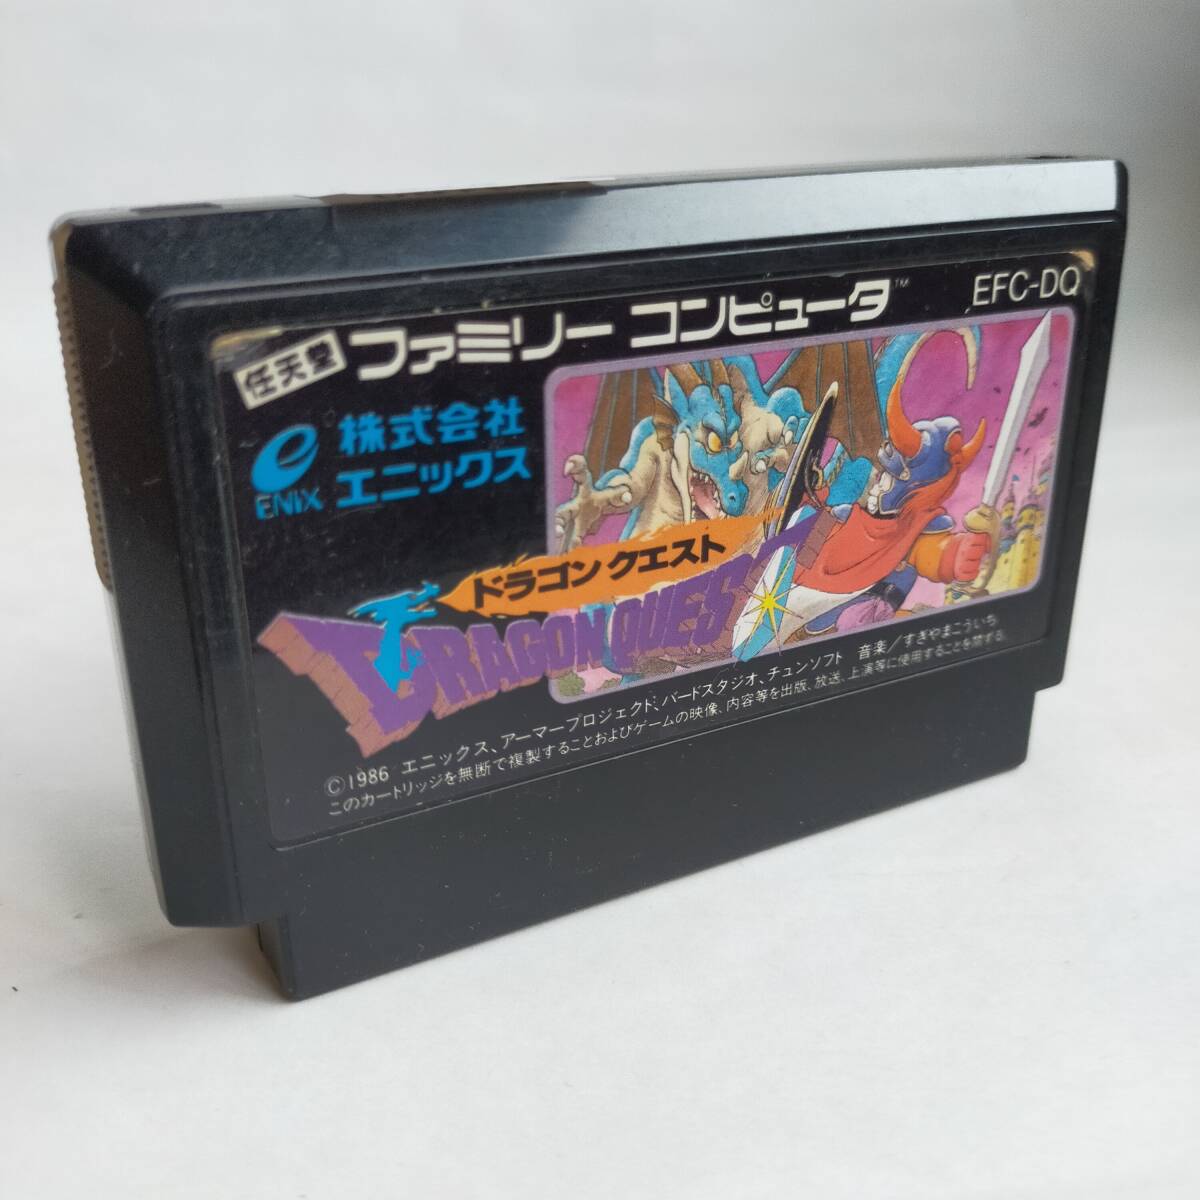 任天堂 ファミリー コンピュータ™
EFC-DQ
ENIX
株式会社
エニックス
ドラゴンクエスト
DRAGON QUEST
©1986 エニックス、アーマープロジェクト、バードスタジオ、チュンソフト 音楽/すぎやまこういち
このカートリッジを無断で複製することおよびゲームの映像、内容等を出版、放送、上演等に使用することを禁ずる。